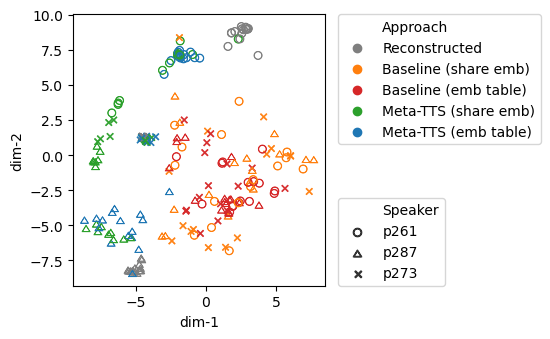 10.0
7.5
5.0
2.5
0.0
−2.5
−5.0
−7.5
dim-2
−5
0
5
dim-1
Approach
Reconstructed
Baseline (share emb)
Baseline (emb table)
Meta-TTS (share emb)
Meta-TTS (emb table)
Speaker
p261
p287
p273